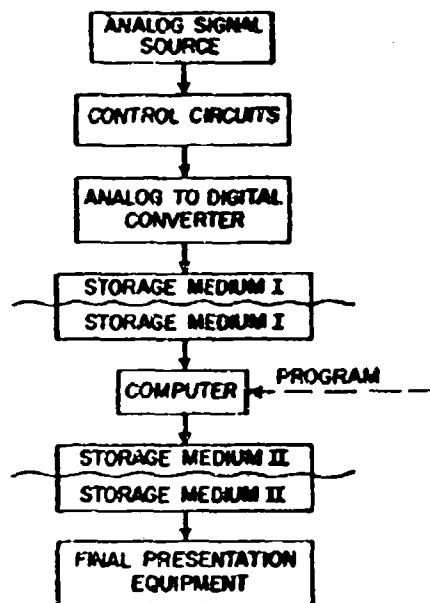 ANALOG SIGNAL
SOURCE
CONTROL CIRCUITS
ANALOG TO DIGITAL
CONVERTER
STORAGE MEDIUM I
STORAGE MEDIUM I
COMPUTER
PROGRAM
STORAGE MEDIUM II
STORAGE MEDIUM II
FINAL PRESENTATION
EQUIPMENT